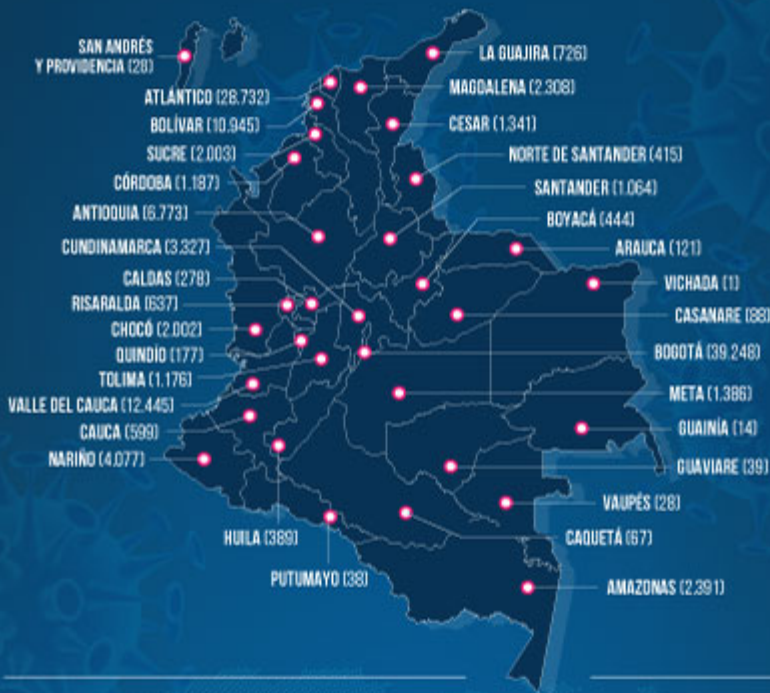 SAN ANDRÉS
Y PROVIDENCIA (28)
ATLÁNTICO (28.732)
BOLÍVAR (10.945)
SUCRE (2.003)
CÓRDOBA (1.187)
ANTIOQUIA (6.773)
CUNDINAMARCA (3.327)
CALDAS (278)
RISARALDA (637)
CHOCÓ (2.002)
QUINDÍO (177)
TOLIMA (1.176)
VALLE DEL CAUCA (12.445)
CAUCA (599)
NARIÑO (4.077)
HUILA (389)
PUTUMAYO (38)
LA GUAJIRA (726)
MAGDALENA (2.308)
CESAR (1.341)
NORTE DE SANTANDER (415)
SANTANDER (1.064)
BOYACÁ (444)
ARAUCA (121)
VICHADA (1)
CASANARE (88)
BOGOTÁ (39.248)
META (1.386)
GUAINÍA (14)
GUAVIARE (39)
VAUPÉS (28)
CAQUETÁ (67)
AMAZONAS (2.391)